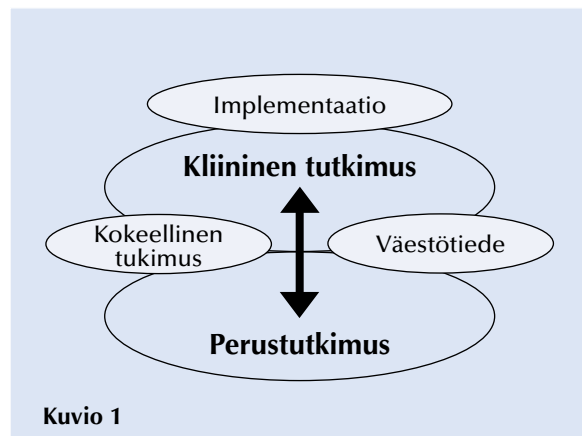 Implementaatio
Kliininen tutkimus
Kokeellinen
tukimus
Väestötiede
Perustutkimus
Kuvio 1